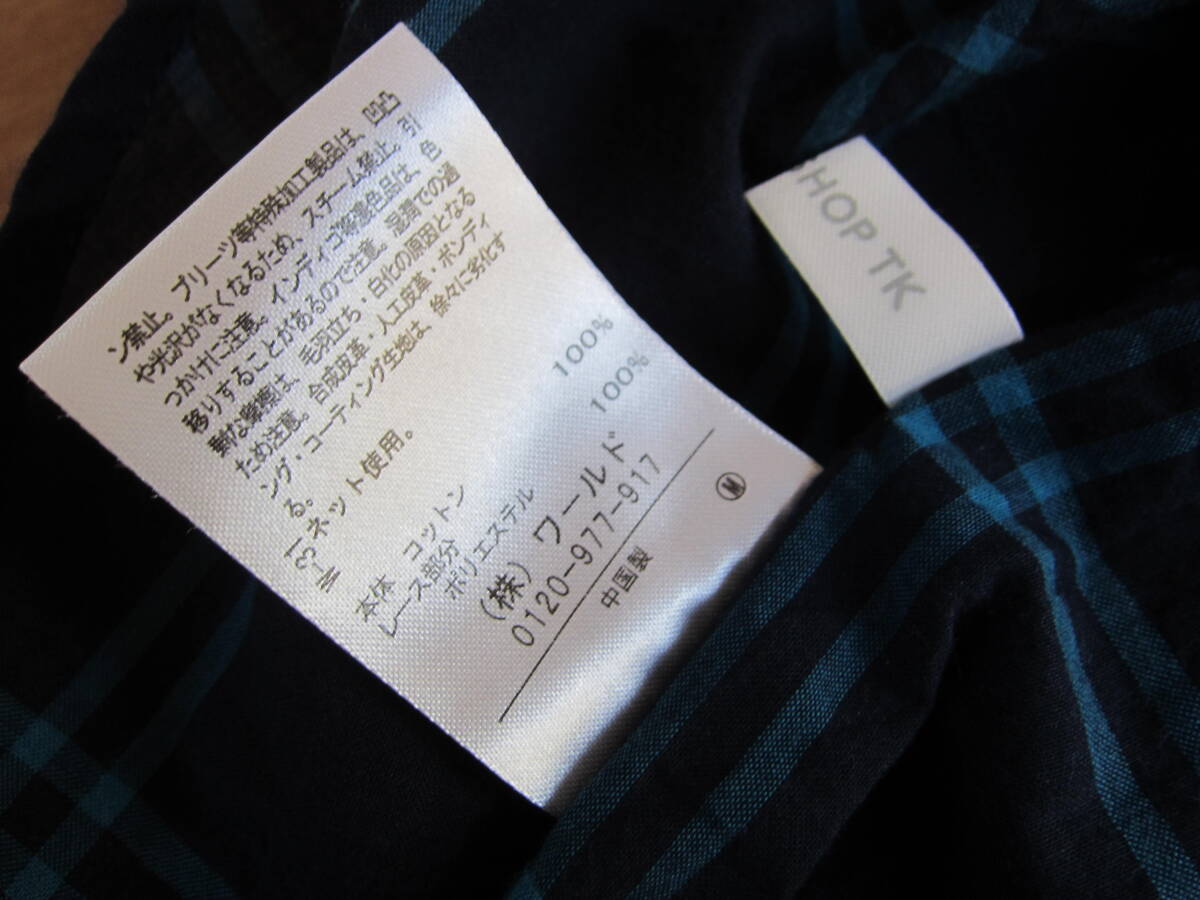 ン禁止。プリーツ等特殊加工製品は、凹凸
や光沢がなくなるため、スチーム禁止。引
つかけに注意。インディゴ等濃色品は、色
移りすることがあるので注意。湿潤での過
剰な摩擦は、毛羽立ち・白化の原因となる
ため注意。合成皮革・人工皮革・ボンディ
ング・コーティング生地は、徐々に劣化す
る。
ネット使用。
13-M
本体 コットン 100%
レース部分
ポリエステル 100%
(株) ワールド
0120-977-917
中国製
M
SHOP TK